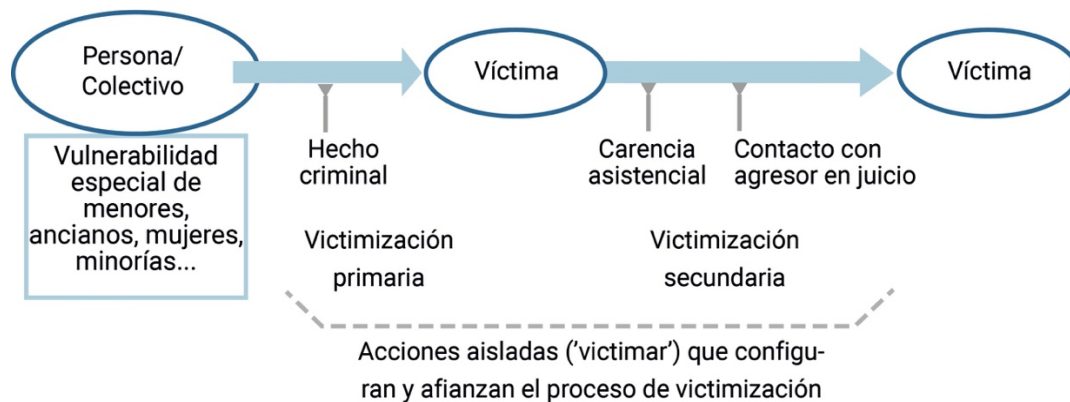 Persona/
Colectivo
Víctima
Víctima
Vulnerabilidad
especial de
menores,
ancianos, mujeres,
minorías...
Hecho
criminal
Carencia
asistencial
Contacto con
agresor en juicio
Victimización
primaria
Victimización
secundaria
Acciones aisladas ('victimar') que configu-
ran y afianzan el proceso de victimización